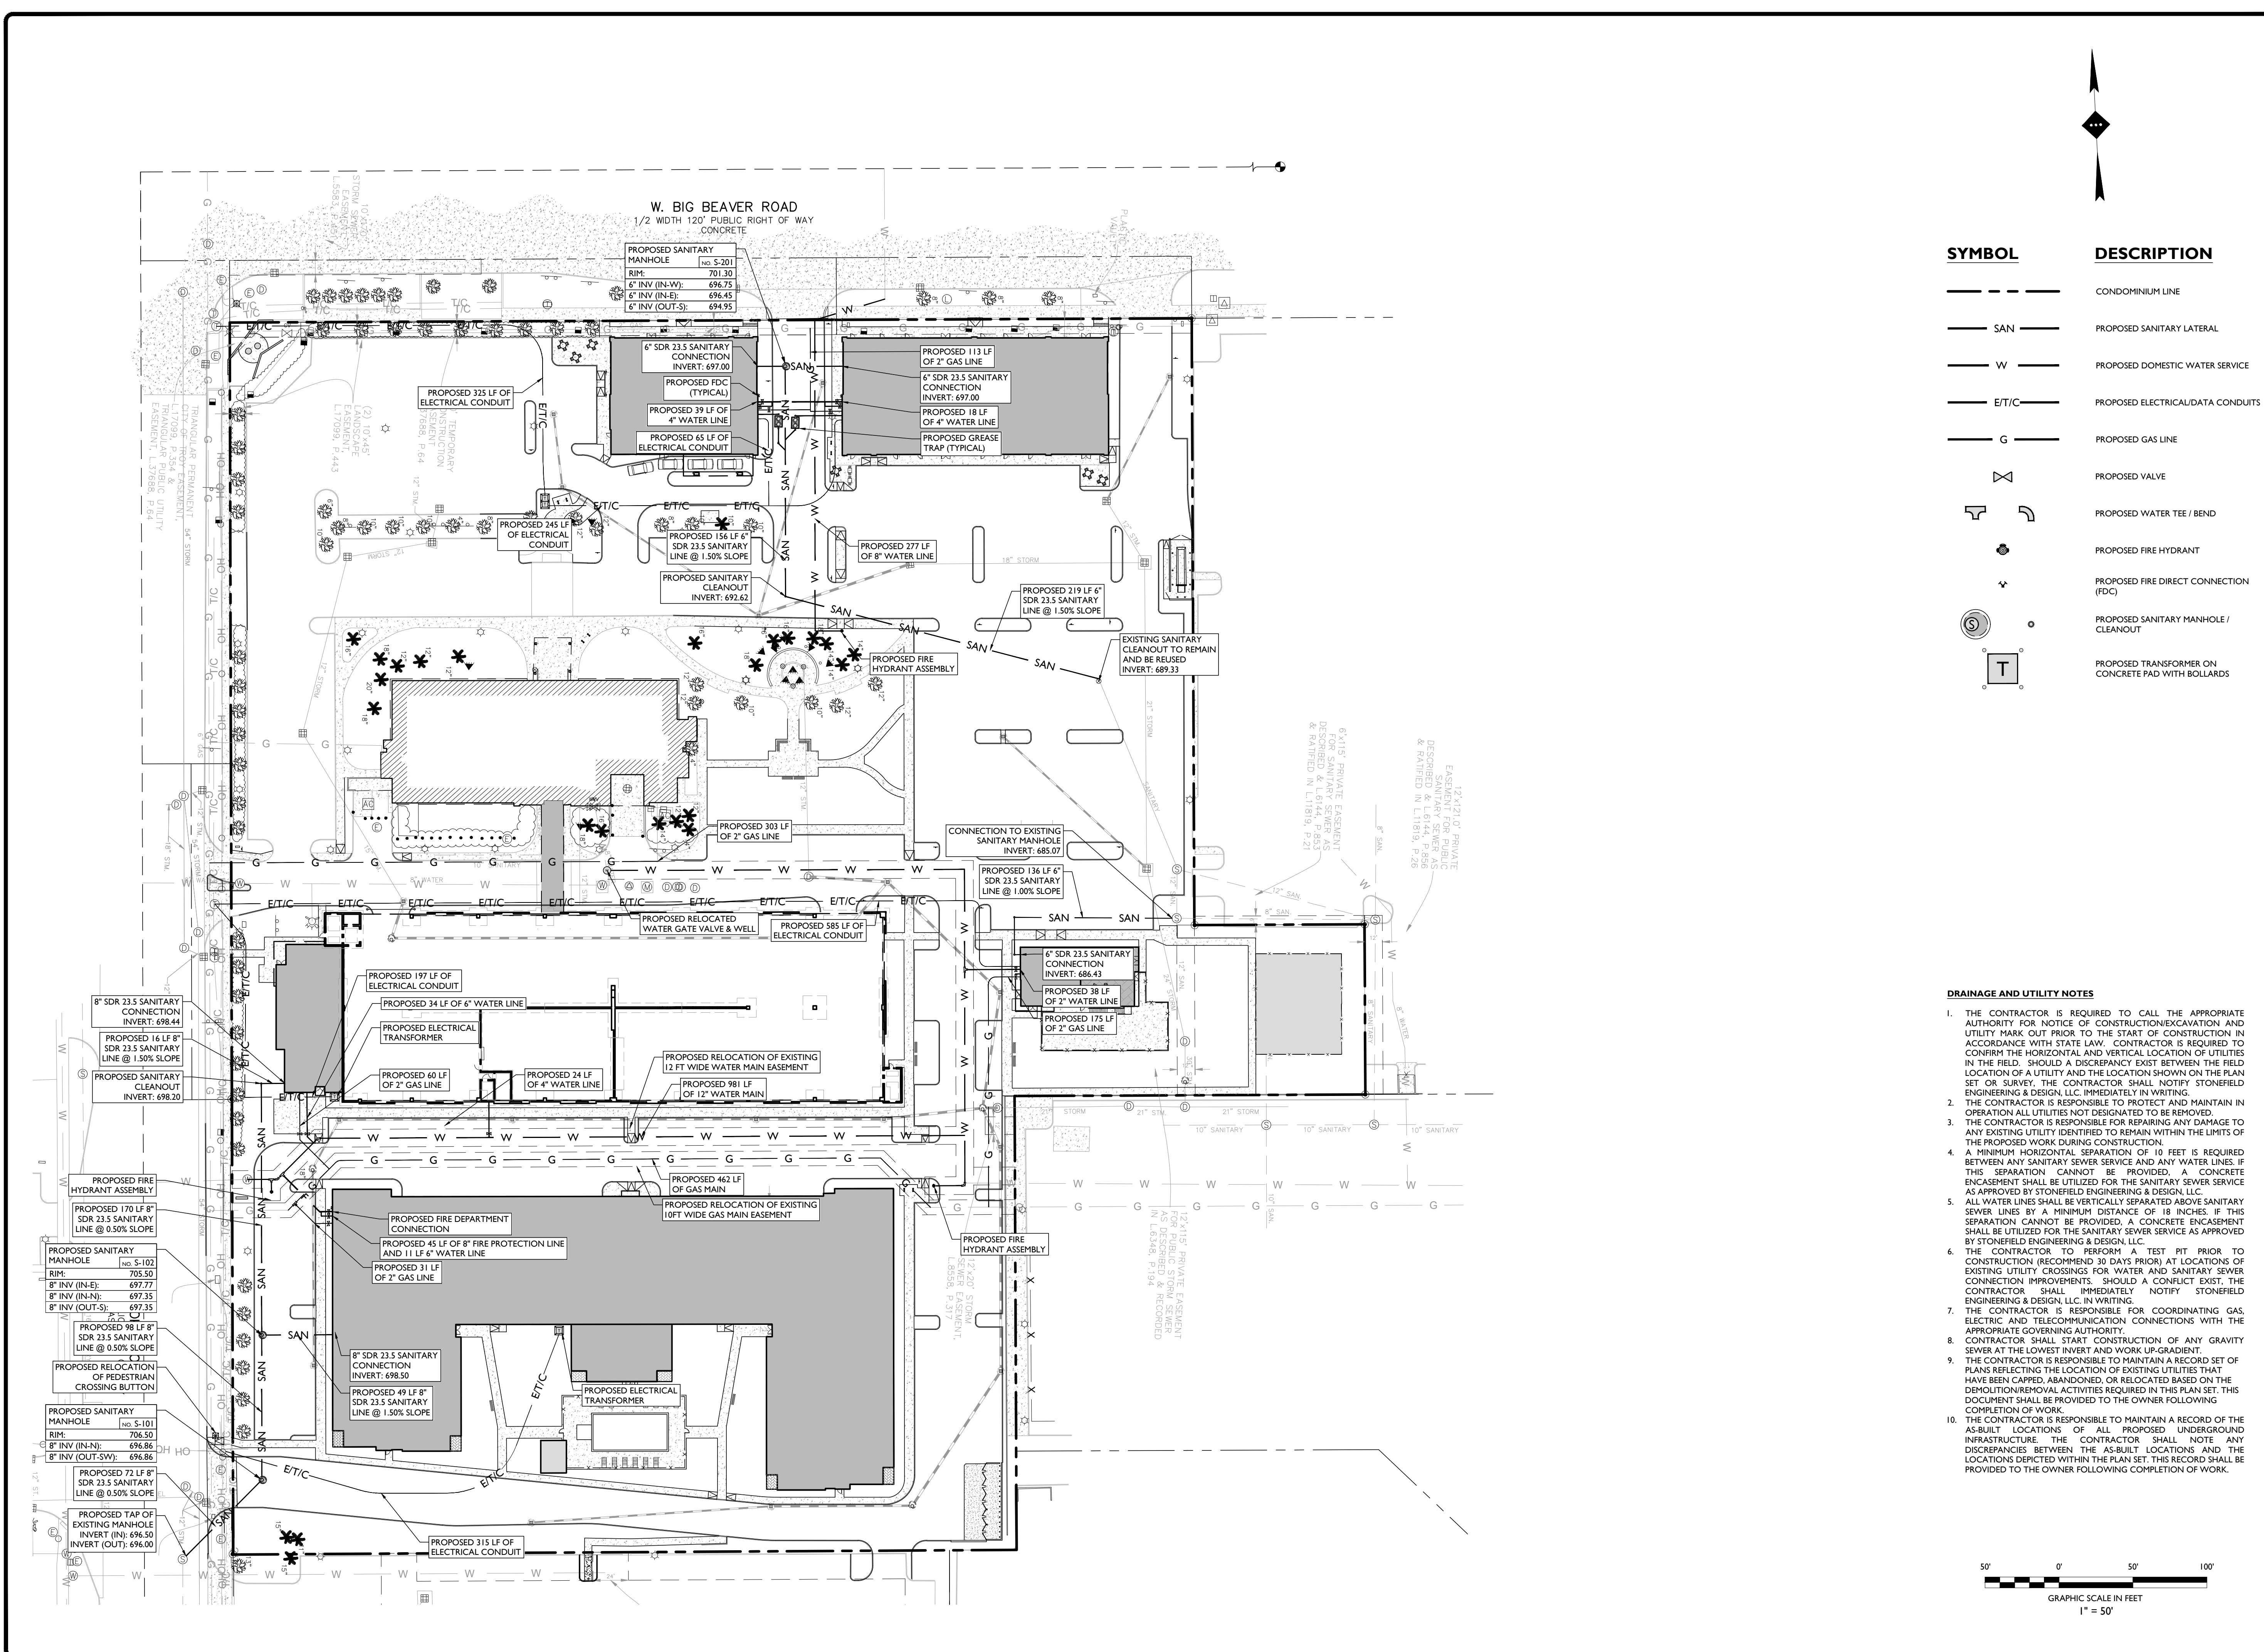 W. BIG BEAVER ROAD
1/2 WIDTH 120' PUBLIC RIGHT OF WAY
CONCRETE
PROPOSED SANITARY
MANHOLE NO. S-201
RIM: 701.30
6" INV (IN-W): 696.75
6" INV (IN-E): 696.45
6" INV (OUT-S): 694.95
6" SDR 23.5 SANITARY
CONNECTION
INVERT: 697.00
PROPOSED FDC
(TYPICAL)
PROPOSED 39 LF OF
4" WATER LINE
PROPOSED 65 LF OF
ELECTRICAL CONDUIT
PROPOSED 113 LF
OF 2" GAS LINE
6" SDR 23.5 SANITARY
CONNECTION
INVERT: 697.00
PROPOSED 18 LF
OF 4" WATER LINE
PROPOSED GREASE
TRAP (TYPICAL)
PROPOSED 325 LF OF
ELECTRICAL CONDUIT
PROPOSED 245 LF
OF ELECTRICAL
CONDUIT
PROPOSED 156 LF 6"
SDR 23.5 SANITARY
LINE @ 1.50% SLOPE
PROPOSED 277 LF
OF 8" WATER LINE
PROPOSED SANITARY
CLEANOUT
INVERT: 692.62
PROPOSED 219 LF 6"
SDR 23.5 SANITARY
LINE @ 1.50% SLOPE
EXISTING SANITARY
CLEANOUT TO REMAIN
AND BE REUSED
INVERT: 689.33
PROPOSED FIRE
HYDRANT ASSEMBLY
PROPOSED 303 LF
OF 2" GAS LINE
CONNECTION TO EXISTING
SANITARY MANHOLE
INVERT: 685.07
PROPOSED 136 LF 6"
SDR 23.5 SANITARY
LINE @ 1.00% SLOPE
PROPOSED RELOCATED
WATER GATE VALVE & WELL
PROPOSED 585 LF OF
ELECTRICAL CONDUIT
6" SDR 23.5 SANITARY
CONNECTION
INVERT: 686.43
PROPOSED 38 LF
OF 2" WATER LINE
PROPOSED 175 LF
OF 2" GAS LINE
PROPOSED 197 LF OF
ELECTRICAL CONDUIT
PROPOSED 34 LF OF 6" WATER LINE
PROPOSED ELECTRICAL
TRANSFORMER
PROPOSED 60 LF
OF 2" GAS LINE
PROPOSED 24 LF
OF 4" WATER LINE
PROPOSED RELOCATION OF EXISTING
12 FT WIDE WATER MAIN EASEMENT
PROPOSED 981 LF
OF 12" WATER MAIN
8" SDR 23.5 SANITARY
CONNECTION
INVERT: 698.44
PROPOSED 16 LF 8"
SDR 23.5 SANITARY
LINE @ 1.50% SLOPE
PROPOSED SANITARY
CLEANOUT
INVERT: 698.20
PROPOSED FIRE
HYDRANT ASSEMBLY
PROPOSED 170 LF 8"
SDR 23.5 SANITARY
LINE @ 0.50% SLOPE
PROPOSED SANITARY
MANHOLE NO. S-102
RIM: 705.50
8" INV (IN-E): 697.77
8" INV (IN-N): 697.35
8" INV (OUT-S): 697.35
PROPOSED 98 LF 8"
SDR 23.5 SANITARY
LINE @ 0.50% SLOPE
PROPOSED RELOCATION
OF PEDESTRIAN
CROSSING BUTTON
PROPOSED SANITARY
MANHOLE NO. S-101
RIM: 706.50
8" INV (IN-N): 696.86
8" INV (OUT-SW): 696.86
PROPOSED 72 LF 8"
SDR 23.5 SANITARY
LINE @ 0.50% SLOPE
PROPOSED TAP OF
EXISTING MANHOLE
INVERT (IN): 696.50
INVERT (OUT): 696.00
PROPOSED 462 LF
OF GAS MAIN
PROPOSED RELOCATION OF EXISTING
10FT WIDE GAS MAIN EASEMENT
PROPOSED FIRE DEPARTMENT
CONNECTION
PROPOSED 45 LF OF 8" FIRE PROTECTION LINE
AND 11 LF 6" WATER LINE
PROPOSED 31 LF
OF 2" GAS LINE
PROPOSED FIRE
HYDRANT ASSEMBLY
8" SDR 23.5 SANITARY
CONNECTION
INVERT: 698.50
PROPOSED 49 LF 8"
SDR 23.5 SANITARY
LINE @ 1.50% SLOPE
PROPOSED ELECTRICAL
TRANSFORMER
PROPOSED 315 LF OF
ELECTRICAL CONDUIT
SYMBOL DESCRIPTION
CONDOMINIUM LINE
SAN PROPOSED SANITARY LATERAL
W PROPOSED DOMESTIC WATER SERVICE
E/T/C PROPOSED ELECTRICAL/DATA CONDUITS
G PROPOSED GAS LINE
PROPOSED VALVE
PROPOSED WATER TEE / BEND
PROPOSED FIRE HYDRANT
PROPOSED FIRE DIRECT CONNECTION
(FDC)
S PROPOSED SANITARY MANHOLE /
CLEANOUT
T PROPOSED TRANSFORMER ON
CONCRETE PAD WITH BOLLARDS
DRAINAGE AND UTILITY NOTES
1. THE CONTRACTOR IS REQUIRED TO CALL THE APPROPRIATE
AUTHORITY FOR NOTICE OF CONSTRUCTION/EXCAVATION AND
UTILITY MARK OUT PRIOR TO THE START OF CONSTRUCTION IN
ACCORDANCE WITH STATE LAW. CONTRACTOR IS REQUIRED TO
CONFIRM THE HORIZONTAL AND VERTICAL LOCATION OF UTILITIES
IN THE FIELD. SHOULD A DISCREPANCY EXIST BETWEEN THE FIELD
LOCATION OF A UTILITY AND THE LOCATION SHOWN ON THE PLAN
SET OR SURVEY, THE CONTRACTOR SHALL NOTIFY STONEFIELD
ENGINEERING & DESIGN, LLC. IMMEDIATELY IN WRITING.
2. THE CONTRACTOR IS RESPONSIBLE TO PROTECT AND MAINTAIN IN
OPERATION ALL UTILITIES NOT DESIGNATED TO BE REMOVED.
3. THE CONTRACTOR IS RESPONSIBLE FOR REPAIRING ANY DAMAGE TO
ANY EXISTING UTILITY IDENTIFIED TO REMAIN WITHIN THE LIMITS OF
THE PROPOSED WORK DURING CONSTRUCTION.
4. A MINIMUM HORIZONTAL SEPARATION OF 10 FEET IS REQUIRED
BETWEEN ANY SANITARY SEWER SERVICE AND ANY WATER LINES. IF
THIS SEPARATION CANNOT BE PROVIDED, A CONCRETE
ENCASEMENT SHALL BE UTILIZED FOR THE SANITARY SEWER SERVICE
AS APPROVED BY STONEFIELD ENGINEERING & DESIGN, LLC.
5. ALL WATER LINES SHALL BE VERTICALLY SEPARATED ABOVE SANITARY
SEWER LINES BY A MINIMUM DISTANCE OF 18 INCHES. IF THIS
SEPARATION CANNOT BE PROVIDED, A CONCRETE ENCASEMENT
SHALL BE UTILIZED FOR THE SANITARY SEWER SERVICE AS APPROVED
BY STONEFIELD ENGINEERING & DESIGN, LLC.
6. THE CONTRACTOR TO PERFORM A TEST PIT PRIOR TO
CONSTRUCTION (RECOMMEND 30 DAYS PRIOR) AT LOCATIONS OF
EXISTING UTILITY CROSSINGS FOR WATER AND SANITARY SEWER
CONNECTION IMPROVEMENTS. SHOULD A CONFLICT EXIST, THE
CONTRACTOR SHALL IMMEDIATELY NOTIFY STONEFIELD
ENGINEERING & DESIGN, LLC. IN WRITING.
7. THE CONTRACTOR IS RESPONSIBLE FOR COORDINATING GAS,
ELECTRIC AND TELECOMMUNICATION CONNECTIONS WITH THE
APPROPRIATE GOVERNING AUTHORITY.
8. CONTRACTOR SHALL START CONSTRUCTION OF ANY GRAVITY
SEWER AT THE LOWEST INVERT AND WORK UP-GRADIENT.
9. THE CONTRACTOR IS RESPONSIBLE TO MAINTAIN A RECORD SET OF
PLANS REFLECTING THE LOCATION OF EXISTING UTILITIES THAT
HAVE BEEN CAPPED, ABANDONED, OR RELOCATED BASED ON THE
DEMOLITION/REMOVAL ACTIVITIES REQUIRED IN THIS PLAN SET. THIS
DOCUMENT SHALL BE PROVIDED TO THE OWNER FOLLOWING
COMPLETION OF WORK.
10. THE CONTRACTOR IS RESPONSIBLE TO MAINTAIN A RECORD OF THE
AS-BUILT LOCATIONS OF ALL PROPOSED UNDERGROUND
INFRASTRUCTURE. THE CONTRACTOR SHALL NOTE ANY
DISCREPANCIES BETWEEN THE AS-BUILT LOCATIONS AND THE
LOCATIONS DEPICTED WITHIN THE PLAN SET. THIS RECORD SHALL BE
PROVIDED TO THE OWNER FOLLOWING COMPLETION OF WORK.
50' 0' 50' 100'
GRAPHIC SCALE IN FEET
1" = 50'